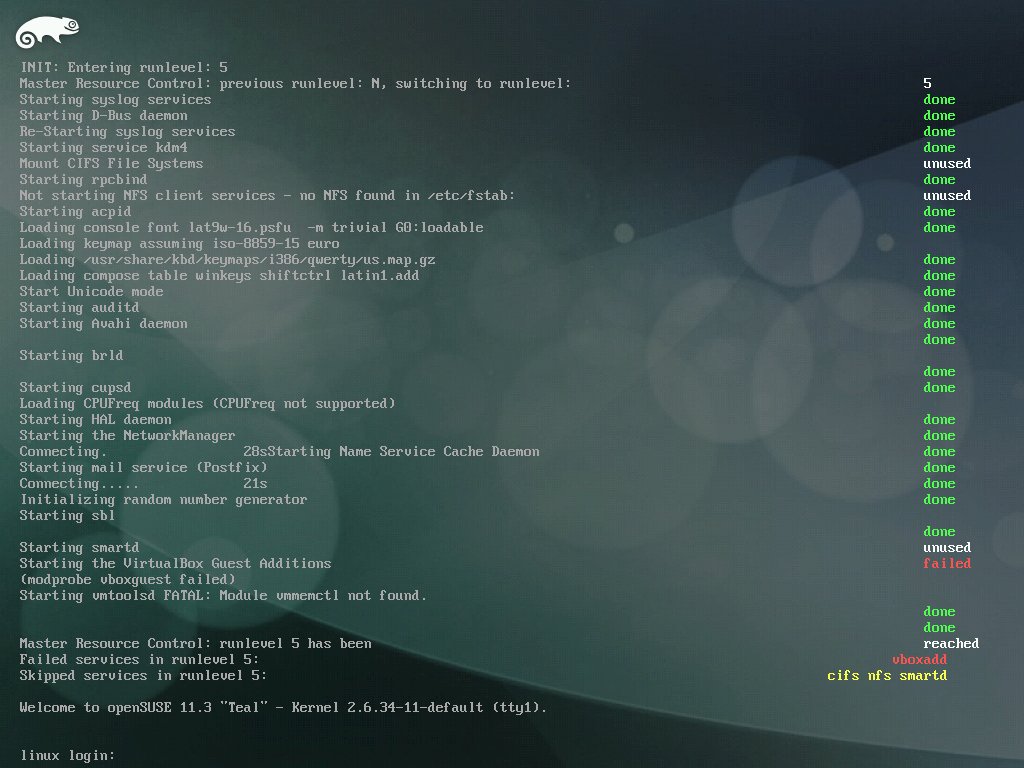 INIT: Entering runlevel: 5
Master Resource Control: previous runlevel: N, switching to runlevel: 5
Starting syslog services done
Starting D-Bus daemon done
Re-Starting syslog services done
Starting service kdm4 done
Mount CIFS File Systems unused
Starting rpcbind done
Not starting NFS client services - no NFS found in /etc/fstab: unused
Starting acpid done
Loading console font lat9w-16.psfu  -m trivial G0:loadable done
Loading keymap assuming iso-8859-15 euro
Loading /usr/share/kbd/keymaps/i386/qwerty/us.map.gz done
Loading compose table winkeys shiftctrl latin1.add done
Start Unicode mode done
Starting auditd done
Starting Avahi daemon done
done
Starting brld
done
Starting cupsd done
Loading CPUFreq modules (CPUFreq not supported)
Starting HAL daemon done
Starting the NetworkManager done
Connecting. 28sStarting Name Service Cache Daemon done
Starting mail service (Postfix) done
Connecting..... 21s done
Initializing random number generator done
Starting sbl
done
Starting smartd unused
Starting the VirtualBox Guest Additions failed
(modprobe vboxguest failed)
Starting vmtoolsd FATAL: Module vmmemctl not found.
done
done
Master Resource Control: runlevel 5 has been reached
Failed services in runlevel 5: vboxadd
Skipped services in runlevel 5: cifs nfs smartd
Welcome to openSUSE 11.3 "Teal" - Kernel 2.6.34-11-default (tty1).
linux login: